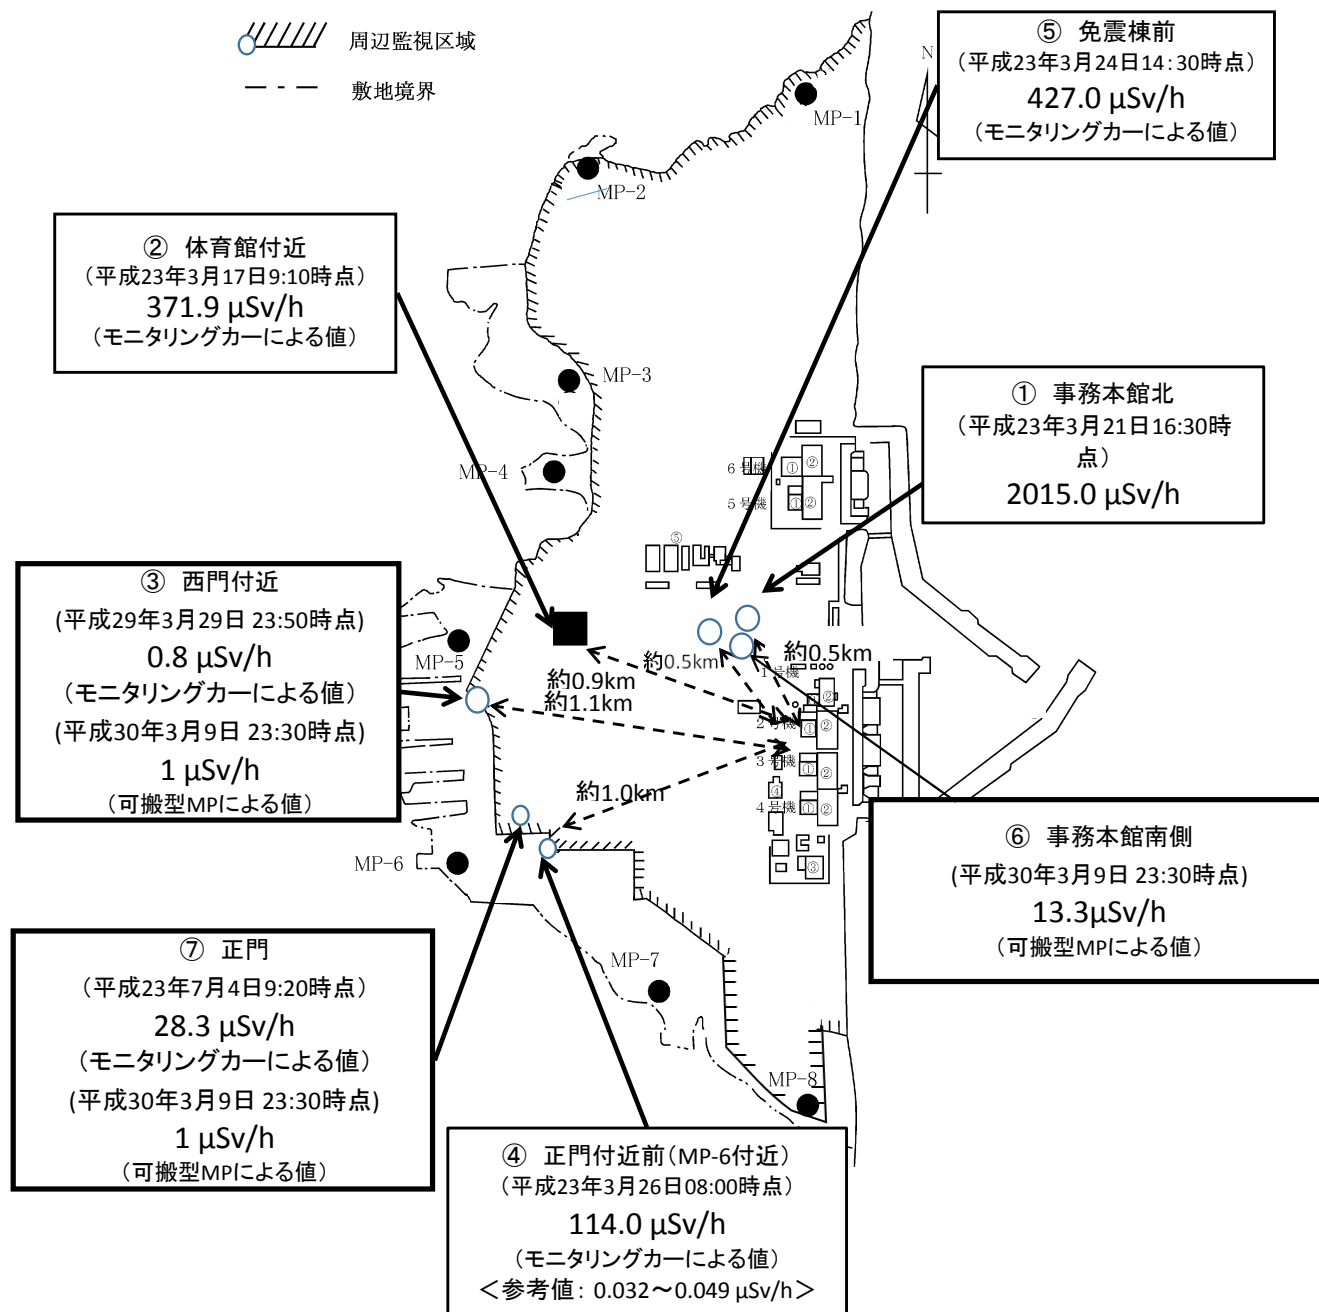 周辺監視区域
敷地境界
⑤ 免震棟前
(平成23年3月24日14:30時点)
427.0 μSv/h
(モニタリングカーによる値)
N
MP-1
MP-2
② 体育館付近
(平成23年3月17日9:10時点)
371.9 μSv/h
(モニタリングカーによる値)
MP-3
① 事務本館北
(平成23年3月21日16:30時
点)
2015.0 μSv/h
MP-4
6号機
① ②
5号機
① ②
⑤
③ 西門付近
(平成29年3月29日 23:50時点)
0.8 μSv/h
(モニタリングカーによる値)
(平成30年3月9日 23:30時点)
1 μSv/h
(可搬型MPによる値)
MP-5
約0.5km
約0.5km
約0.9km
約1.1km
1号機
②
2号機
① ②
3号機
① ②
約1.0km
④
4号機
① ②
③
MP-6
⑥ 事務本館南側
(平成30年3月9日 23:30時点)
13.3μSv/h
(可搬型MPによる値)
⑦ 正門
(平成23年7月4日9:20時点)
28.3 μSv/h
(モニタリングカーによる値)
(平成30年3月9日 23:30時点)
1 μSv/h
(可搬型MPによる値)
MP-7
MP-8
④ 正門付近前(MP-6付近)
(平成23年3月26日08:00時点)
114.0 μSv/h
(モニタリングカーによる値)
<参考値: 0.032~0.049 μSv/h>